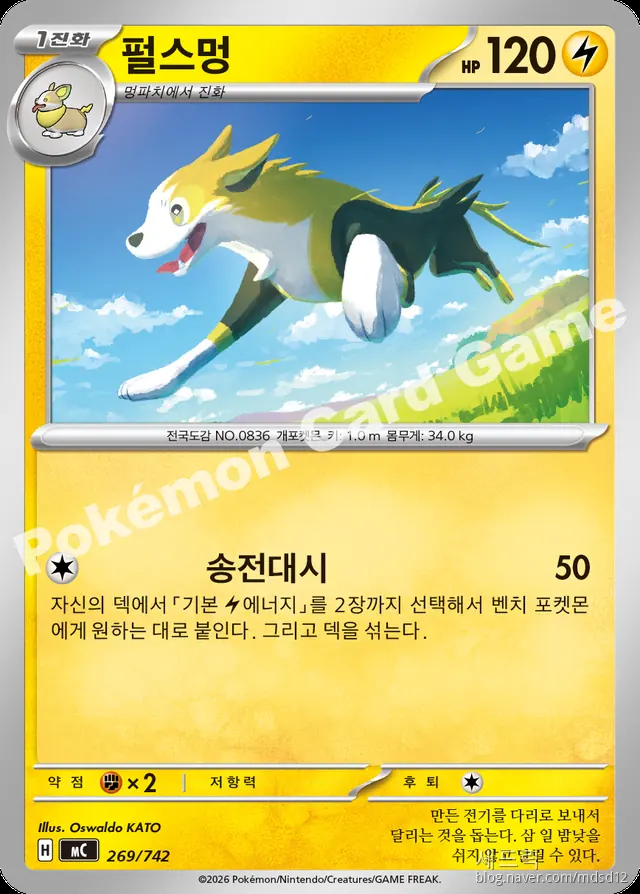 1진화
펄스멍
HP 120
멍파치에서 진화
전국도감 NO.0836 개포켓몬 키: 1.0 m 몸무게: 34.0 kg
Pokémon Card Game
송전대시 50
자신의 덱에서 「기본 에너지」를 2장까지 선택해서 벤치 포켓몬
에게 원하는 대로 붙인다. 그리고 덱을 섞는다.
약점 ×2 저항력 후퇴
Illus. Oswaldo KATO
H MC 269/742
만든 전기를 다리로 보내서
달리는 것을 돕는다. 삼 일 밤낮을
쉬지 않고 달릴 수 있다.
blog.naver.com/mdsd12
©2026 Pokémon/Nintendo/Creatures/GAME FREAK.